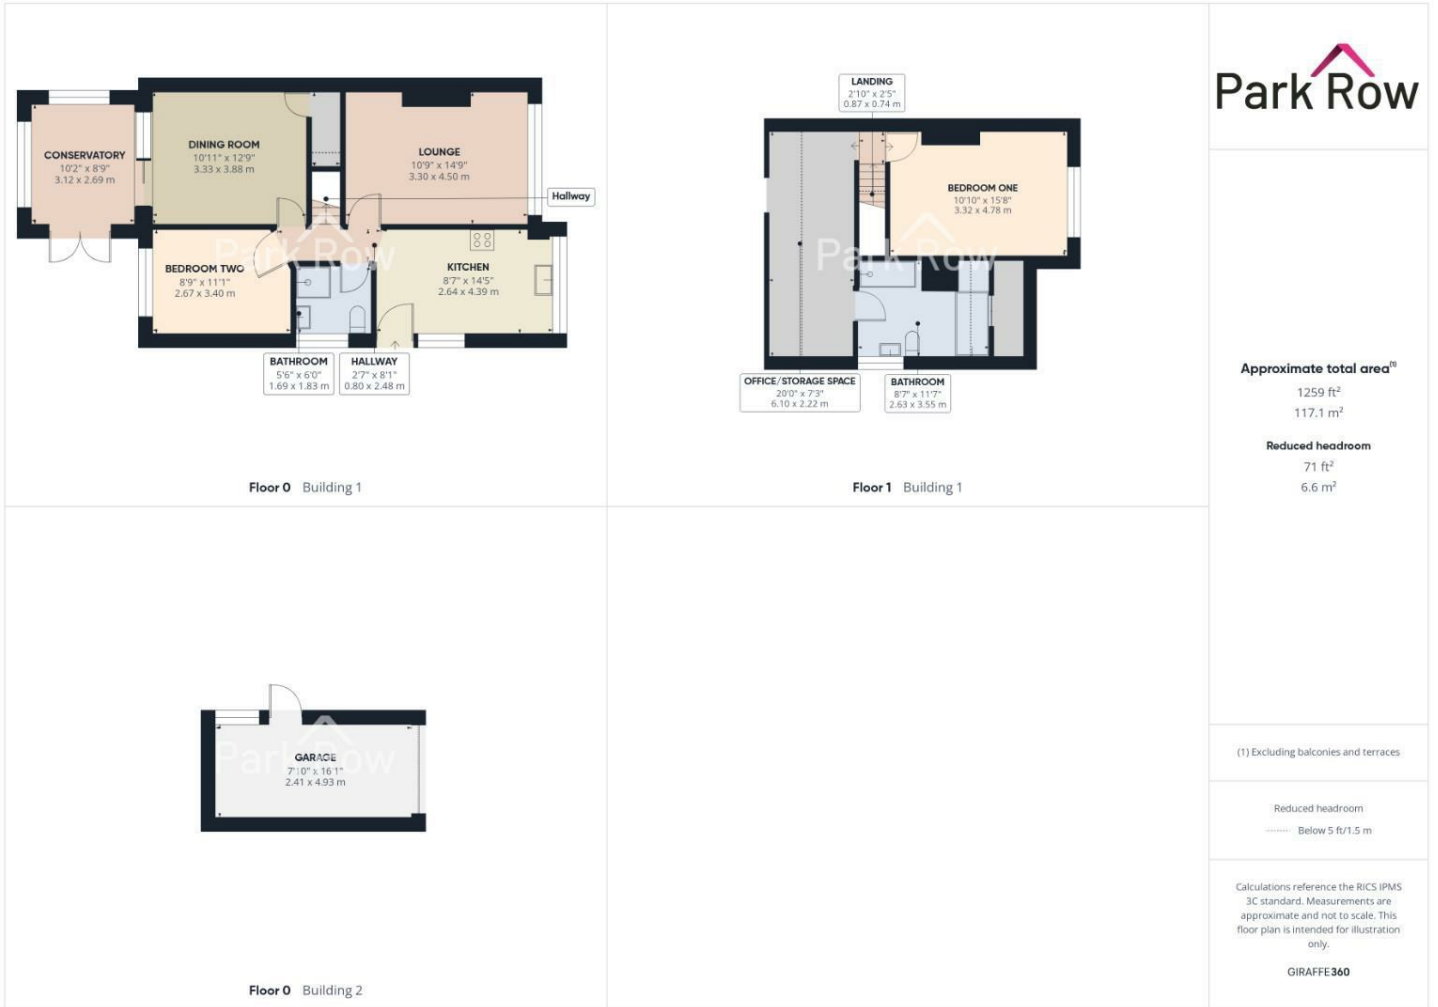 CONSERVATORY
10'2" x 8'9"
3.12 x 2.69 m
DINING ROOM
10'11" x 12'9"
3.33 x 3.88 m
LOUNGE
10'9" x 14'9"
3.30 x 4.50 m
Hallway
Park Row
BEDROOM TWO
8'9" x 11'1"
2.67 x 3.40 m
KITCHEN
8'7" x 14'5"
2.64 x 4.39 m
BATHROOM
5'6" x 6'0"
1.69 x 1.83 m
HALLWAY
2'7" x 8'1"
0.80 x 2.48 m
Floor 0 Building 1
LANDING
2'10" x 2'5"
0.87 x 0.74 m
BEDROOM ONE
10'10" x 15'8"
3.32 x 4.78 m
Park Row
OFFICE/STORAGE SPACE
20'0" x 7'3"
6.10 x 2.22 m
BATHROOM
8'7" x 11'7"
2.63 x 3.55 m
Floor 1 Building 1
Park Row
GARAGE
7'10" x 16'1"
2.41 x 4.93 m
Floor 0 Building 2
Park Row
Approximate total area(1)
1259 ft²
117.1 m²
Reduced headroom
71 ft²
6.6 m²
(1) Excluding balconies and terraces
Reduced headroom
Below 5 ft/1.5 m
Calculations reference the RICS IPMS
3C standard. Measurements are
approximate and not to scale. This
floor plan is intended for illustration
only.
GIRAFFE360